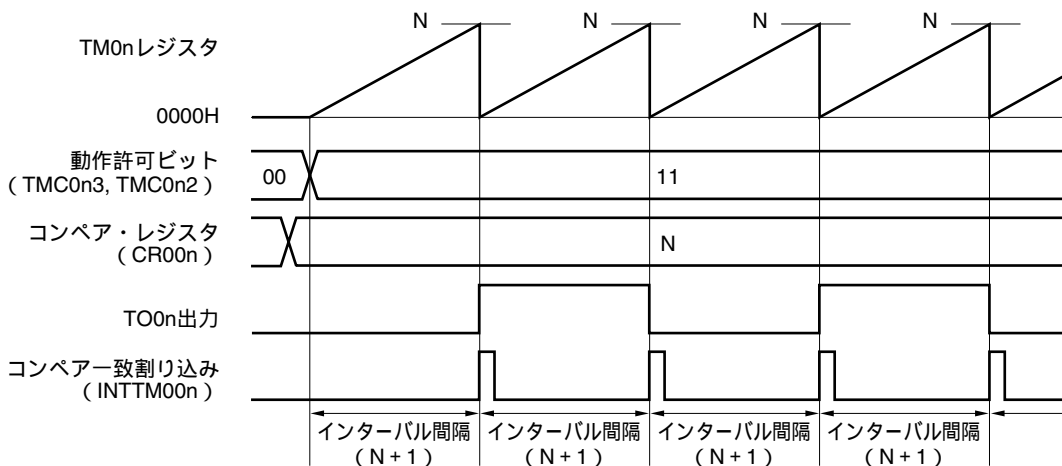 N N N N
TM0nレジスタ
0000H
動作許可ビット
（TMC0n3, TMC0n2）
00 11
コンペア・レジスタ
（CR00n）
N
TO0n出力
コンペア一致割り込み
（INTTM00n）
インターバル間隔 インターバル間隔 インターバル間隔 インターバル間隔
（N＋1） （N＋1） （N＋1） （N＋1）